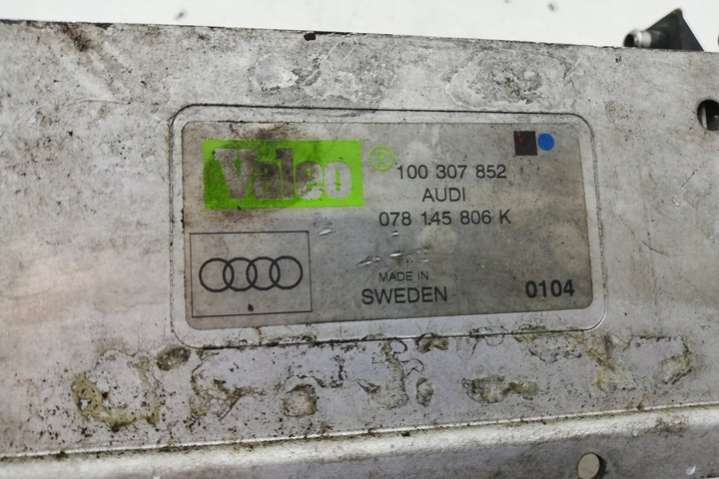 Valeo ® 100 307 852
AUDI
078 145 806 K
MADE IN
SWEDEN 0104